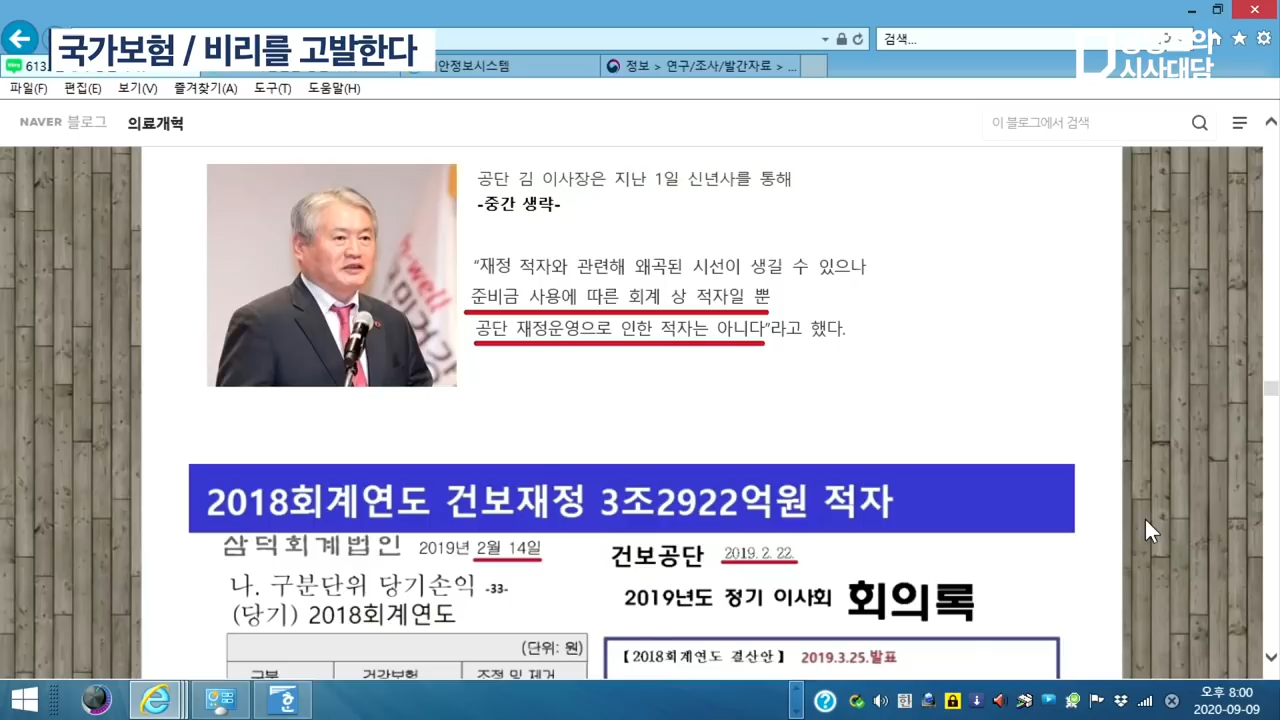 국가보험 / 비리를 고발한다
시사대담
검색...
613
안정보시스템
정보 > 연구/조사/발간자료 > ...
파일(F) 편집(E) 보기(V) 즐겨찾기(A) 도구(T) 도움말(H)
NAVER 블로그 의료개혁
이 블로그에서 검색
공단 김 이사장은 지난 1일 신년사를 통해
-중간 생략-
“재정 적자와 관련해 왜곡된 시선이 생길 수 있으나
준비금 사용에 따른 회계 상 적자일 뿐
공단 재정운영으로 인한 적자는 아니다”라고 했다.
2018회계연도 건보재정 3조2922억원 적자
삼덕회계법인 2019년 2월 14일
나. 구분단위 당기손익 -33-
(당기) 2018회계연도
(단위: 원)
구분 건강보험 조정 및 제거
건보공단 2019. 2. 22.
2019년도 정기 이사회 회의록
【2018회계연도 결산안】 2019.3.25.발표
오후 8:00
2020-09-09